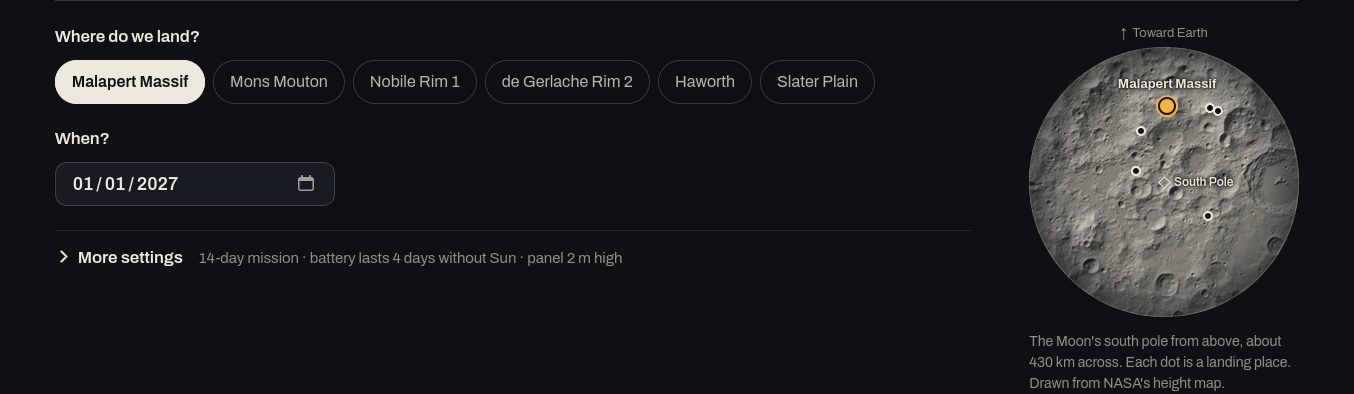 Where do we land?
Malapert Massif
Mons Mouton
Nobile Rim 1
de Gerlache Rim 2
Haworth
Slater Plain
When?
01/01/2027
More settings
14-day mission · battery lasts 4 days without Sun · panel 2 m high
↑ Toward Earth
Malapert Massif
South Pole
The Moon's south pole from above, about
430 km across. Each dot is a landing place.
Drawn from NASA's height map.